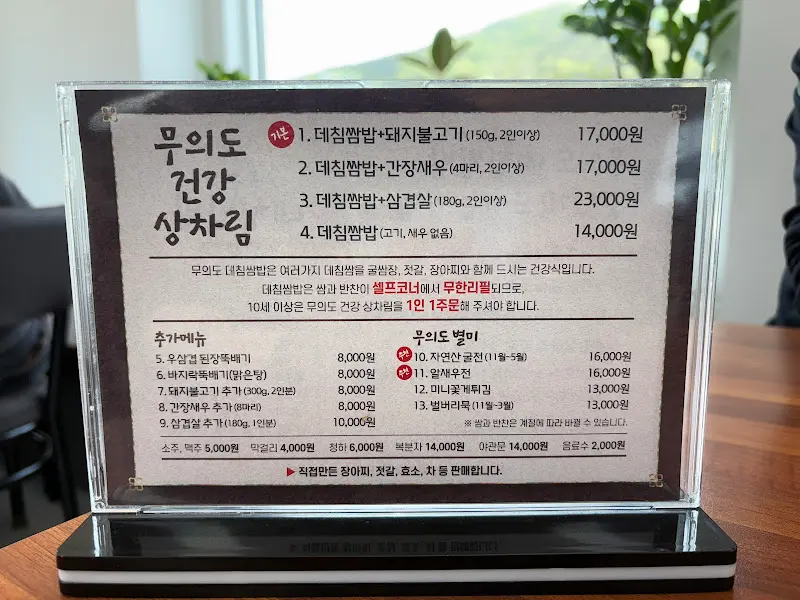 무의도
건강
상차림
기본 1. 데침쌈밥+돼지불고기 (150g, 2인이상) 17,000원
2. 데침쌈밥+간장새우 (4마리, 2인이상) 17,000원
3. 데침쌈밥+삼겹살 (180g, 2인이상) 23,000원
4. 데침쌈밥 (고기, 새우 없음) 14,000원
무의도 데침쌈밥은 여러가지 데침쌈을 굴쌈장, 젓갈, 장아찌와 함께 드시는 건강식입니다.
데침쌈밥은 쌈과 반찬이 셀프코너에서 무한리필되므로,
10세 이상은 무의도 건강 상차림을 1인 1주문해 주셔야 합니다.
추가메뉴
5. 우삼겹 된장뚝배기 8,000원
6. 바지락뚝배기(맑은탕) 8,000원
7. 돼지불고기 추가 (300g, 2인분) 8,000원
8. 간장새우 추가 (8마리) 8,000원
9. 삼겹살 추가 (180g, 1인분) 10,000원
무의도 별미
추천 10. 자연산 굴전 (11월~5월) 16,000원
추천 11. 알새우전 16,000원
12. 미니꽃게튀김 13,000원
13. 벌버리묵 (11월~3월) 13,000원
※ 쌈과 반찬은 계절에 따라 바뀔 수 있습니다.
소주, 맥주 5,000원 막걸리 4,000원 청하 6,000원 복분자 14,000원 야관문 14,000원 음료수 2,000원
▶ 직접만든 장아찌, 젓갈, 효소, 차 등 판매합니다.